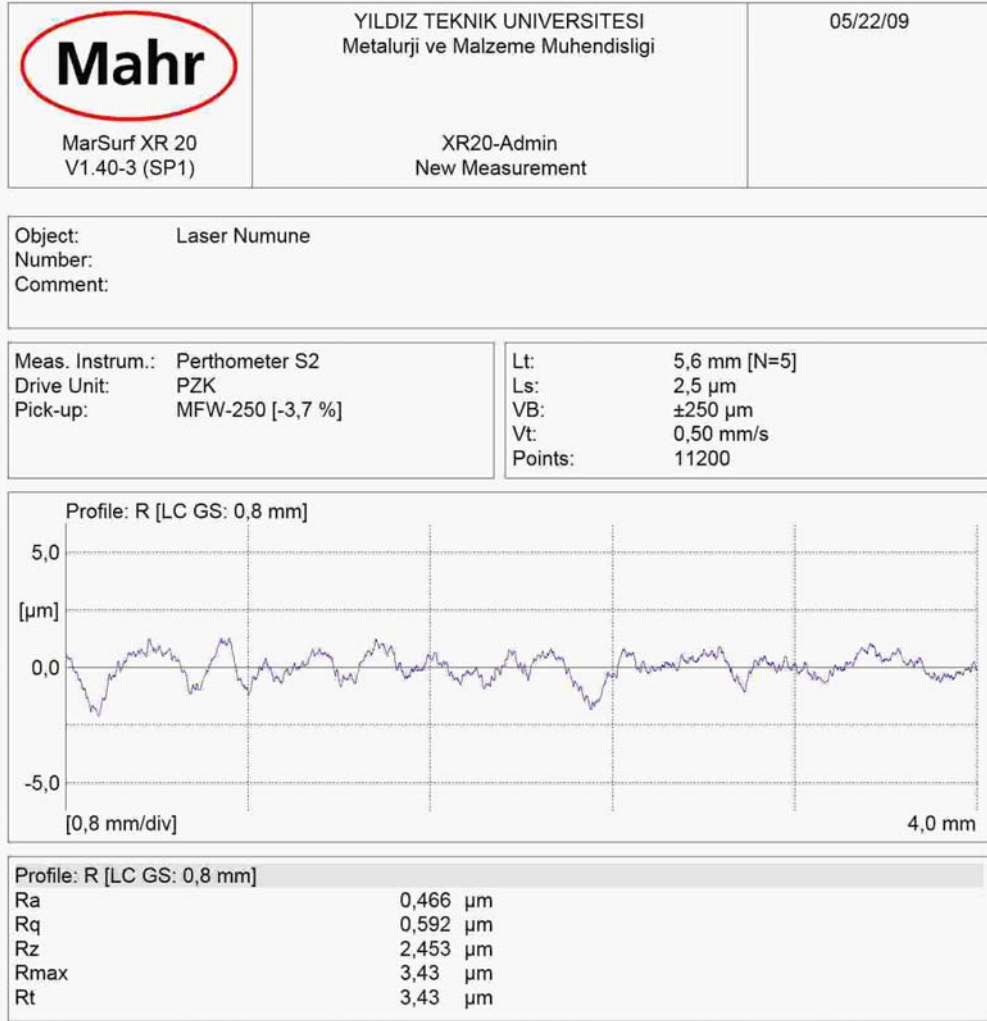 Mahr
MarSurf XR 20
V1.40-3 (SP1)
YILDIZ TEKNIK UNIVERSITESI
Metalurji ve Malzeme Muhendisligi
XR20-Admin
New Measurement
05/22/09
Object: Laser Numune
Number:
Comment:
Meas. Instrum.: Perthometer S2
Drive Unit: PZK
Pick-up: MFW-250 [-3,7 %]
Lt: 5,6 mm [N=5]
Ls: 2,5 µm
VB: ±250 µm
Vt: 0,50 mm/s
Points: 11200
Profile: R [LC GS: 0,8 mm]
5,0
[µm]
0,0
-5,0
[0,8 mm/div] 4,0 mm
Profile: R [LC GS: 0,8 mm]
Ra 0,466 µm
Rq 0,592 µm
Rz 2,453 µm
Rmax 3,43 µm
Rt 3,43 µm